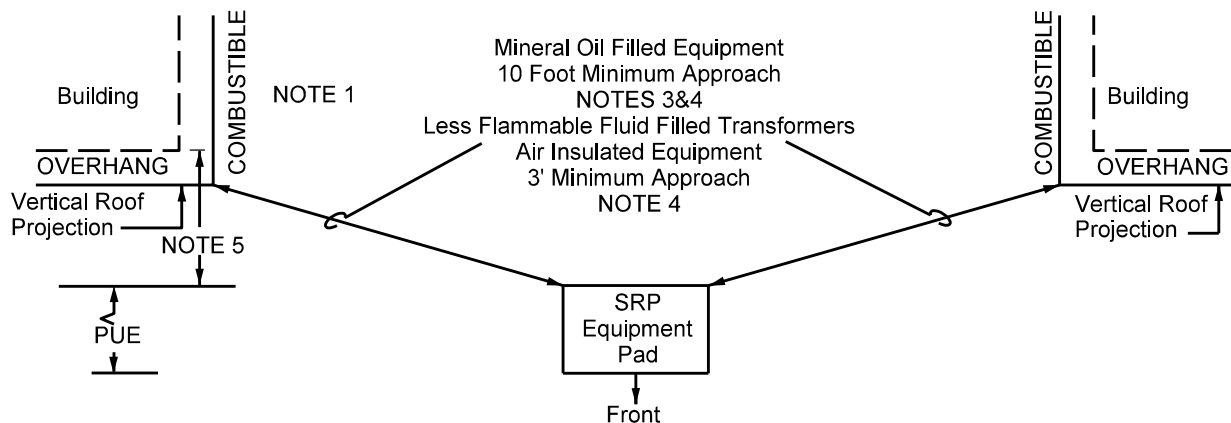 Building
OVERHANG
Vertical Roof
Projection
COMBUSTIBLE
NOTE 1
NOTE 5
PUE
Mineral Oil Filled Equipment
10 Foot Minimum Approach
NOTES 3&4
Less Flammable Fluid Filled Transformers
Air Insulated Equipment
3' Minimum Approach
NOTE 4
SRP
Equipment
Pad
Front
COMBUSTIBLE
Building
OVERHANG
Vertical Roof
Projection